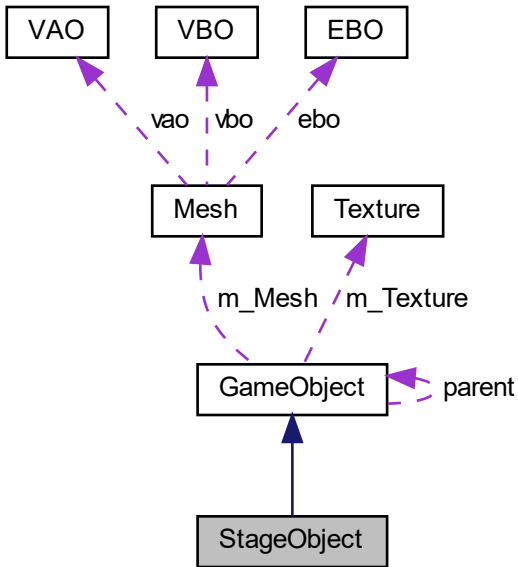 VAO
VBO
EBO
vao
vbo
ebo
Mesh
Texture
m_Mesh
m_Texture
GameObject
parent
StageObject